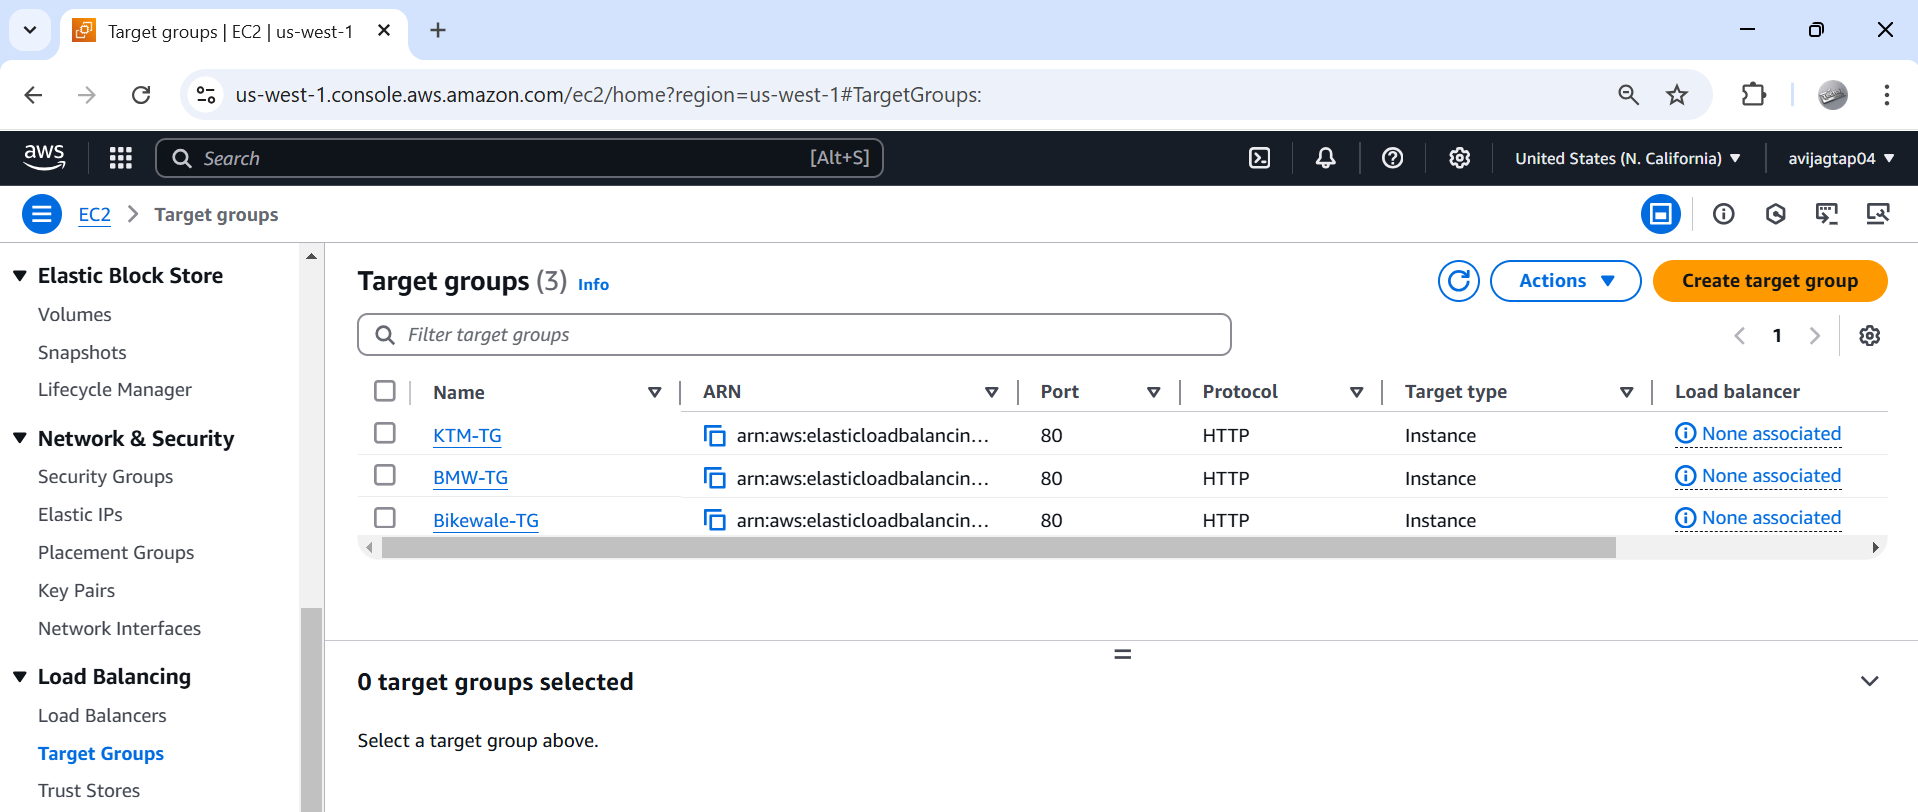 Target groups | EC2 | us-west-1
us-west-1.console.aws.amazon.com/ec2/home?region=us-west-1#TargetGroups:
aws Search [Alt+S] United States (N. California) avijagtap04
EC2 Target groups
Elastic Block Store
Volumes
Snapshots
Lifecycle Manager
Network & Security
Security Groups
Elastic IPs
Placement Groups
Key Pairs
Network Interfaces
Load Balancing
Load Balancers
Target Groups
Trust Stores
Target groups (3) Info Actions Create target group
Filter target groups 1
Name ARN Port Protocol Target type Load balancer
KTM-TG arn:aws:elasticloadbalancin... 80 HTTP Instance None associated
BMW-TG arn:aws:elasticloadbalancin... 80 HTTP Instance None associated
Bikewale-TG arn:aws:elasticloadbalancin... 80 HTTP Instance None associated
0 target groups selected
Select a target group above.